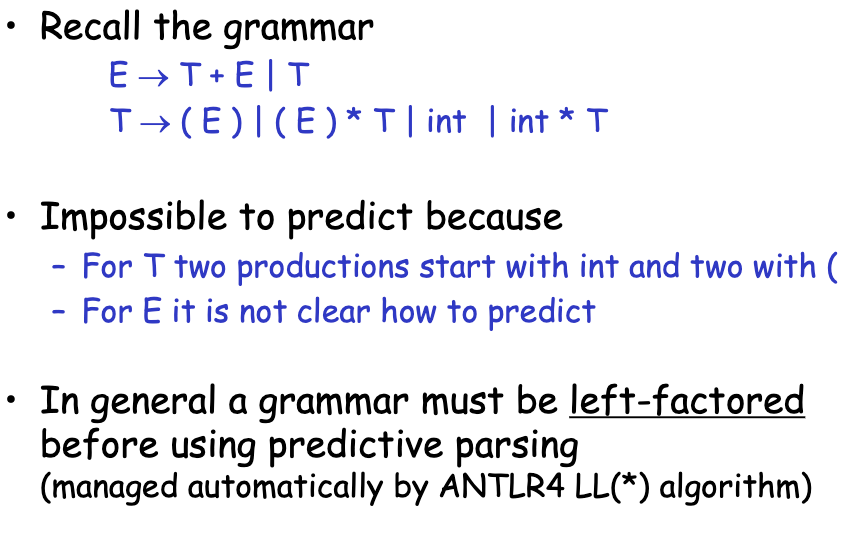 • Recall the grammar
E → T + E | T
T → ( E ) | ( E ) * T | int | int * T
• Impossible to predict because
– For T two productions start with int and two with (
– For E it is not clear how to predict
• In general a grammar must be left-factored
before using predictive parsing
(managed automatically by ANTLR4 LL(*) algorithm)